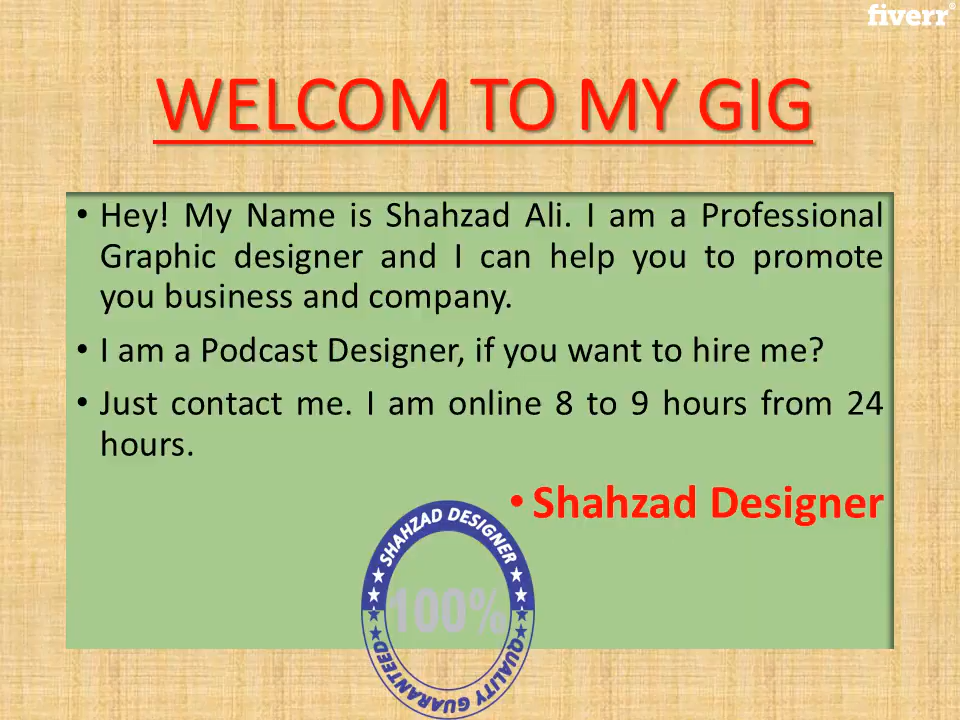 fiverr®
WELCOM TO MY GIG
• Hey! My Name is Shahzad Ali. I am a Professional
Graphic designer and I can help you to promote
you business and company.
• I am a Podcast Designer, if you want to hire me?
• Just contact me. I am online 8 to 9 hours from 24
hours.
• Shahzad Designer
SHAHZAD DESIGNER
100%
QUALITY GUARANTEED